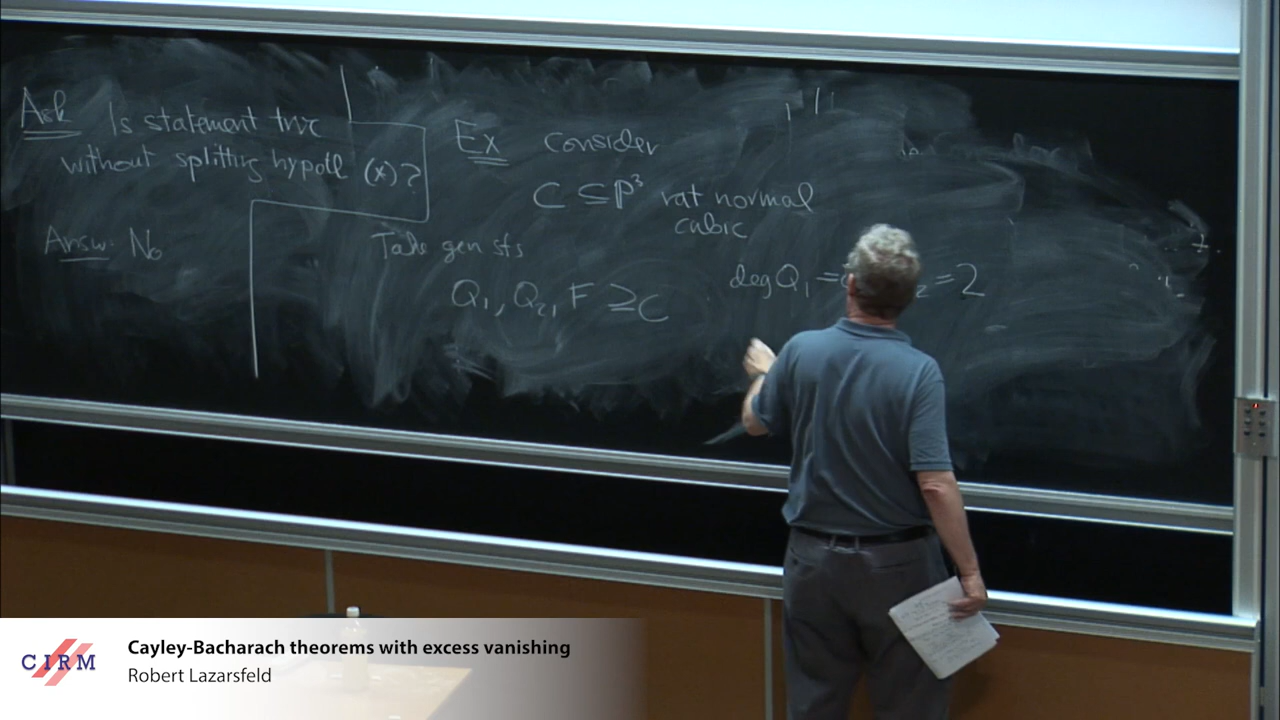 Ask Is statement true
without splitting hypoth (*)?
Answ: No
Ex consider
C ⊆ P³ rat normal
cubic
Take gen sfs
Q₁, Q₂, F ⊇ C
deg Q₁ = 2 = 2
CIRM
Cayley-Bacharach theorems with excess vanishing
Robert Lazarsfeld